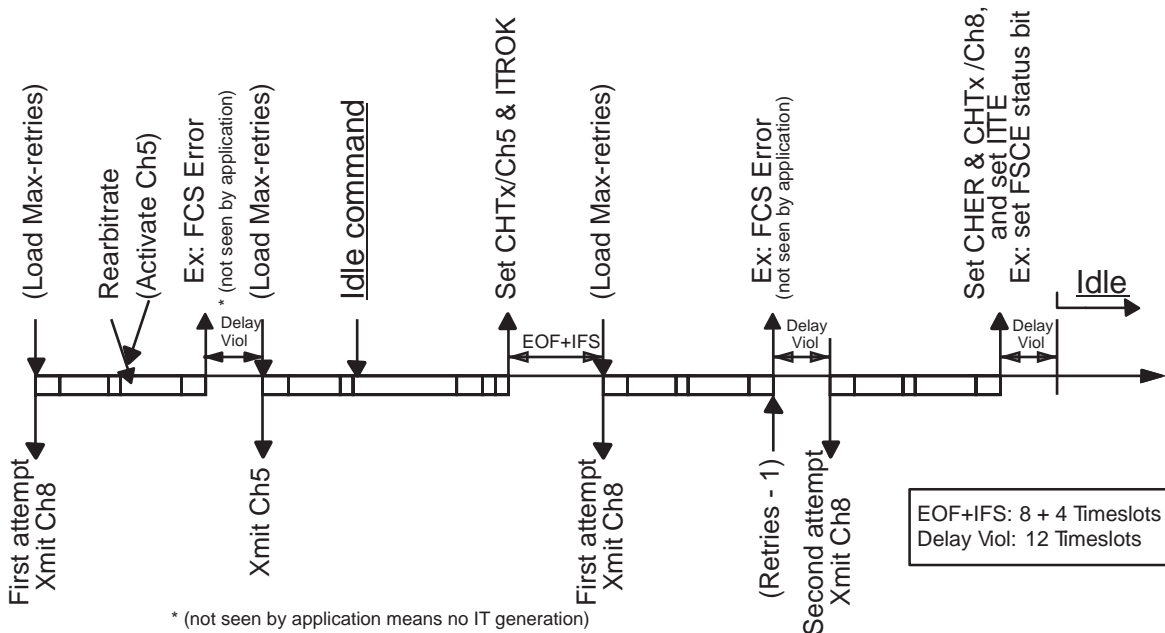 (Load Max-retries)
Rearbitrate
(Activate Ch5)
Ex: FCS Error
* (not seen by application)
(Load Max-retries)
Idle command
Set CHTx/Ch5 & ITROK
(Load Max-retries)
Ex: FCS Error
(not seen by application)
Set CHER & CHTx /Ch8,
and set ITTE
Ex: set FSCE status bit
Idle
Delay
Viol
EOF+IFS
Delay
Viol
Delay
Viol
First attempt
Xmit Ch8
Xmit Ch5
First attempt
Xmit Ch8
(Retries - 1)
Second attempt
Xmit Ch8
EOF+IFS: 8 + 4 Timeslots
Delay Viol: 12 Timeslots
* (not seen by application means no IT generation)